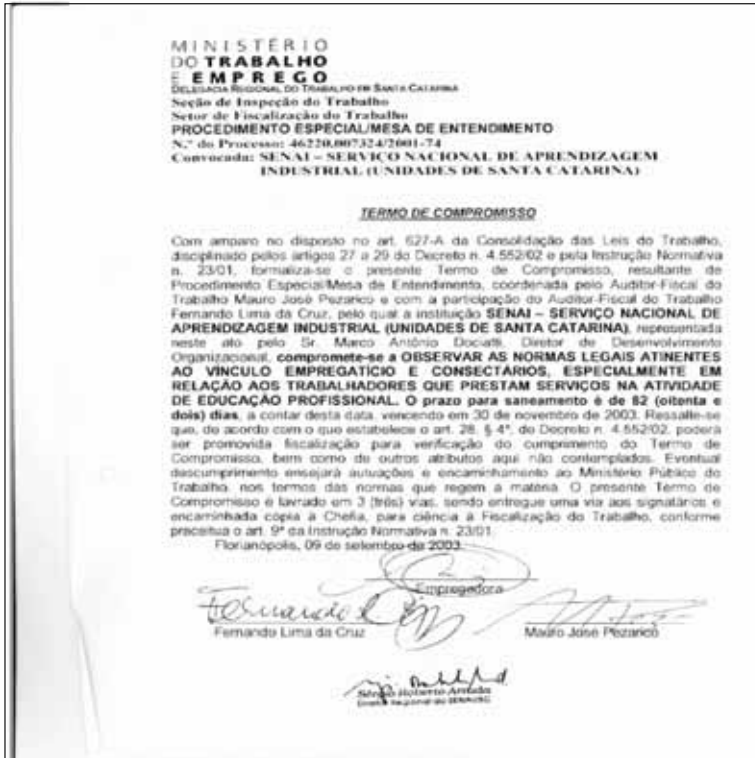 MINISTÉRIO
DO TRABALHO
E EMPREGO
DELEGACIA REGIONAL DO TRABALHO EM SANTA CATARINA
Seção de Inspeção do Trabalho
Setor de Fiscalização do Trabalho
PROCEDIMENTO ESPECIAL/MESA DE ENTENDIMENTO
N.º do Processo: 46220.007324/2001-74
Convocada: SENAI – SERVIÇO NACIONAL DE APRENDIZAGEM
INDUSTRIAL (UNIDADES DE SANTA CATARINA)
TERMO DE COMPROMISSO
Com amparo no disposto no art. 627-A da Consolidação das Leis do Trabalho,
disciplinado pelos artigos 27 a 29 do Decreto n. 4.552/02 e pela Instrução Normativa
n. 23/01, formaliza-se o presente Termo de Compromisso, resultante de
Procedimento Especial/Mesa de Entendimento, coordenada pelo Auditor-Fiscal do
Trabalho Mauro José Pezarico e com a participação do Auditor-Fiscal do Trabalho
Fernando Lima da Cruz, pelo qual a instituição SENAI – SERVIÇO NACIONAL DE
APRENDIZAGEM INDUSTRIAL (UNIDADES DE SANTA CATARINA), representada
neste ato pelo Sr. Marco Antônio Dociatti, Diretor de Desenvolvimento
Organizacional, compromete-se a OBSERVAR AS NORMAS LEGAIS ATINENTES
AO VÍNCULO EMPREGATÍCIO E CONSECTÁRIOS, ESPECIALMENTE EM
RELAÇÃO AOS TRABALHADORES QUE PRESTAM SERVIÇOS NA ATIVIDADE
DE EDUCAÇÃO PROFISSIONAL. O prazo para saneamento é de 82 (oitenta e
dois) dias, a contar desta data, vencendo em 30 de novembro de 2003. Ressalte-se
que, de acordo com o que estabelece o art. 28, § 4º, do Decreto n. 4.552/02, poderá
ser promovida fiscalização para verificação do cumprimento do Termo de
Compromisso, bem como de outros atributos aqui não contemplados. Eventual
descumprimento ensejará autuações e encaminhamento ao Ministério Público do
Trabalho, nos termos das normas que regem a matéria. O presente Termo de
Compromisso é lavrado em 3 (três) vias, sendo entregue uma via aos signatários e
encaminhada cópia à Chefia, para ciência à Fiscalização do Trabalho, conforme
preceitua o art. 9º da Instrução Normativa n. 23/01.
Florianópolis, 09 de setembro de 2003.
Empregadora
Fernando Lima da Cruz
Mauro José Pezarico
Sérgio Roberto Arruda
Diretor Regional do SENAI/SC